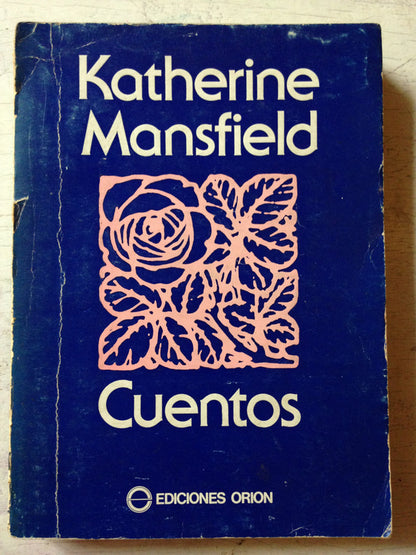 Katherine
Mansfield
Cuentos
EDICIONES ORION